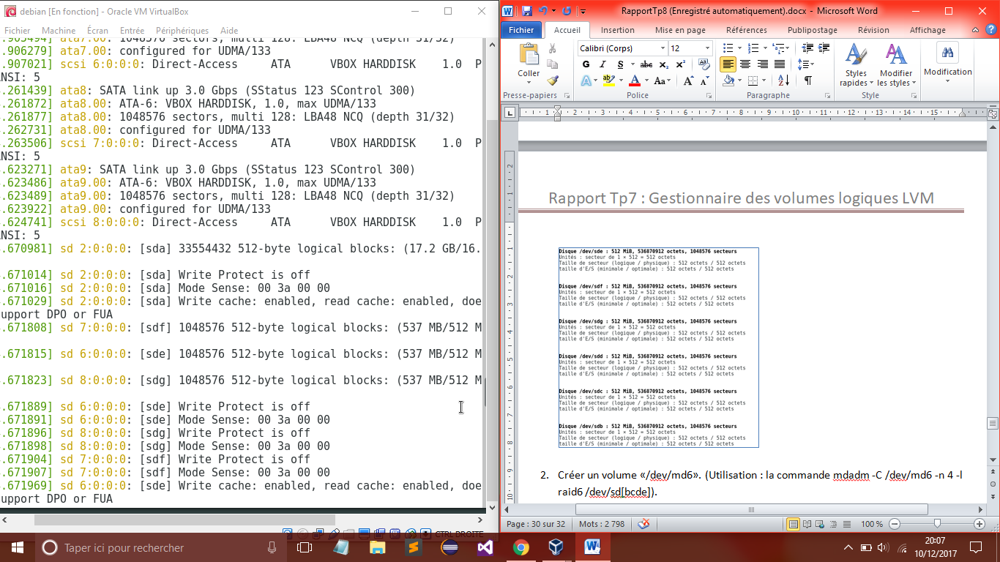 debian [En fonction] - Oracle VM VirtualBox
Fichier Machine Écran Entrée Périphériques Aide
.905494] ata7.00: 1048576 sectors, multi 128: LBA48 NCQ (depth 31/32)
.906279] ata7.00: configured for UDMA/133
.907021] scsi 6:0:0:0: Direct-Access ATA VBOX HARDDISK 1.0 P
NSI: 5
.261439] ata8: SATA link up 3.0 Gbps (SStatus 123 SControl 300)
.261872] ata8.00: ATA-6: VBOX HARDDISK, 1.0, max UDMA/133
.261877] ata8.00: 1048576 sectors, multi 128: LBA48 NCQ (depth 31/32)
.262731] ata8.00: configured for UDMA/133
.263506] scsi 7:0:0:0: Direct-Access ATA VBOX HARDDISK 1.0 P
NSI: 5
.623271] ata9: SATA link up 3.0 Gbps (SStatus 123 SControl 300)
.623486] ata9.00: ATA-6: VBOX HARDDISK, 1.0, max UDMA/133
.623489] ata9.00: 1048576 sectors, multi 128: LBA48 NCQ (depth 31/32)
.623922] ata9.00: configured for UDMA/133
.624741] scsi 8:0:0:0: Direct-Access ATA VBOX HARDDISK 1.0 P
NSI: 5
.670981] sd 2:0:0:0: [sda] 33554432 512-byte logical blocks: (17.2 GB/16.
.671014] sd 2:0:0:0: [sda] Write Protect is off
.671016] sd 2:0:0:0: [sda] Mode Sense: 00 3a 00 00
.671029] sd 2:0:0:0: [sda] Write cache: enabled, read cache: enabled, doe
upport DPO or FUA
.671808] sd 7:0:0:0: [sdf] 1048576 512-byte logical blocks: (537 MB/512 M
.671815] sd 6:0:0:0: [sde] 1048576 512-byte logical blocks: (537 MB/512 M
.671823] sd 8:0:0:0: [sdg] 1048576 512-byte logical blocks: (537 MB/512 M
.671889] sd 6:0:0:0: [sde] Write Protect is off
.671891] sd 6:0:0:0: [sde] Mode Sense: 00 3a 00 00
.671896] sd 8:0:0:0: [sdg] Write Protect is off
.671898] sd 8:0:0:0: [sdg] Mode Sense: 00 3a 00 00
.671904] sd 7:0:0:0: [sdf] Write Protect is off
.671907] sd 7:0:0:0: [sdf] Mode Sense: 00 3a 00 00
.671969] sd 6:0:0:0: [sde] Write cache: enabled, read cache: enabled, doe
upport DPO or FUA
CTRL DROITE
RapportTp8 (Enregistré automatiquement).docx - Microsoft Word
Fichier Accueil Insertion Mise en page Références Publipostage Révision Affichage
Coller
Presse-papiers
Calibri (Corps) 12
G I S abc x₂ x²
Police
Paragraphe
Styles rapides
Modifier les styles
Style
Modification
1 1 2 3 4 5 6 7 8 9 10 11 12 13 14 15
Rapport Tp7 : Gestionnaire des volumes logiques LVM
Disque /dev/sde : 512 MiB, 536870912 octets, 1048576 secteurs
Unités : secteur de 1 × 512 = 512 octets
Taille de secteur (logique / physique) : 512 octets / 512 octets
taille d'E/S (minimale / optimale) : 512 octets / 512 octets
Disque /dev/sdf : 512 MiB, 536870912 octets, 1048576 secteurs
Unités : secteur de 1 × 512 = 512 octets
Taille de secteur (logique / physique) : 512 octets / 512 octets
taille d'E/S (minimale / optimale) : 512 octets / 512 octets
Disque /dev/sdg : 512 MiB, 536870912 octets, 1048576 secteurs
Unités : secteur de 1 × 512 = 512 octets
Taille de secteur (logique / physique) : 512 octets / 512 octets
taille d'E/S (minimale / optimale) : 512 octets / 512 octets
Disque /dev/sdd : 512 MiB, 536870912 octets, 1048576 secteurs
Unités : secteur de 1 × 512 = 512 octets
Taille de secteur (logique / physique) : 512 octets / 512 octets
taille d'E/S (minimale / optimale) : 512 octets / 512 octets
Disque /dev/sdc : 512 MiB, 536870912 octets, 1048576 secteurs
Unités : secteur de 1 × 512 = 512 octets
Taille de secteur (logique / physique) : 512 octets / 512 octets
taille d'E/S (minimale / optimale) : 512 octets / 512 octets
Disque /dev/sdb : 512 MiB, 536870912 octets, 1048576 secteurs
Unités : secteur de 1 × 512 = 512 octets
Taille de secteur (logique / physique) : 512 octets / 512 octets
taille d'E/S (minimale / optimale) : 512 octets / 512 octets
2. Créer un volume «/dev/md6». (Utilisation : la commande mdadm -C /dev/md6 -n 4 -l
raid6 /dev/sd[bcde]).
Page : 30 sur 32 Mots : 2 798 100 %
Taper ici pour rechercher
20:07
10/12/2017